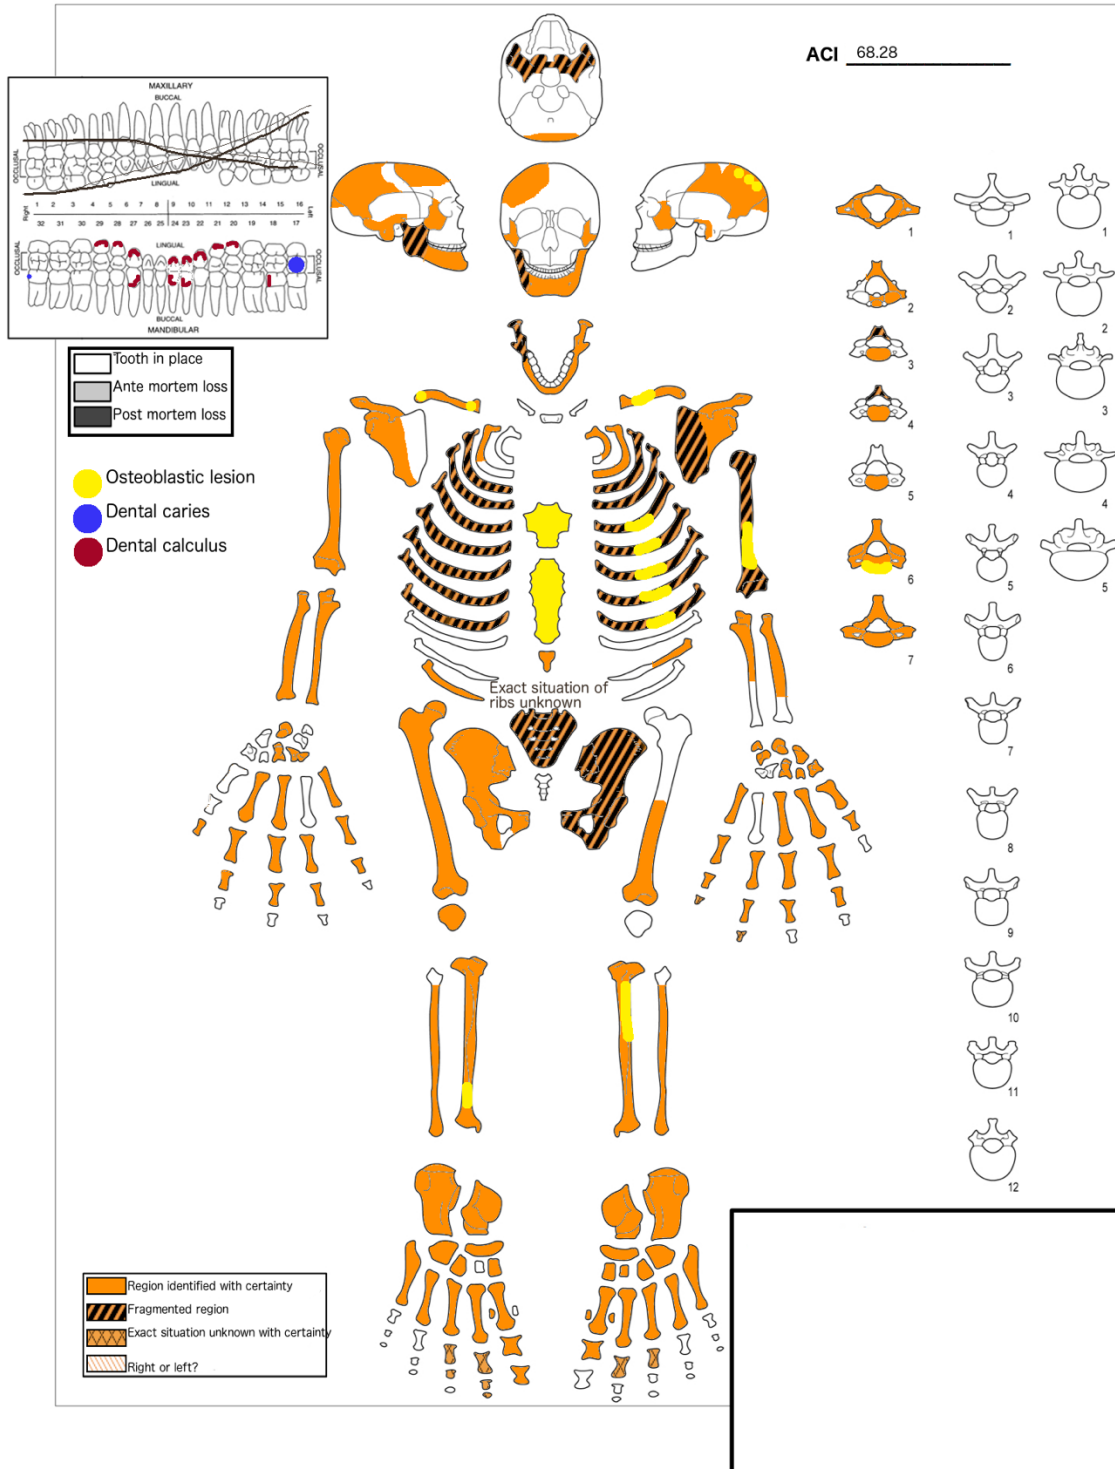 ACI 68.28
MAXILLARY
BUCCAL
OCCLUSAL
OCCLUSAL
LINGUAL
Right 1 2 3 4 5 6 7 8 9 10 11 12 13 14 15 16 Left
32 31 30 29 28 27 26 25 24 23 22 21 20 19 18 17
LINGUAL
OCCLUSAL
OCCLUSAL
BUCCAL
MANDIBULAR
Tooth in place
Ante mortem loss
Post mortem loss
Osteoblastic lesion
Dental caries
Dental calculus
Exact situation of
ribs unknown
1
2
3
4
5
6
7
1
2
3
4
5
6
7
8
9
10
11
12
1
2
3
4
5
Region identified with certainty
Fragmented region
Exact situation unknown with certainty
Right or left?